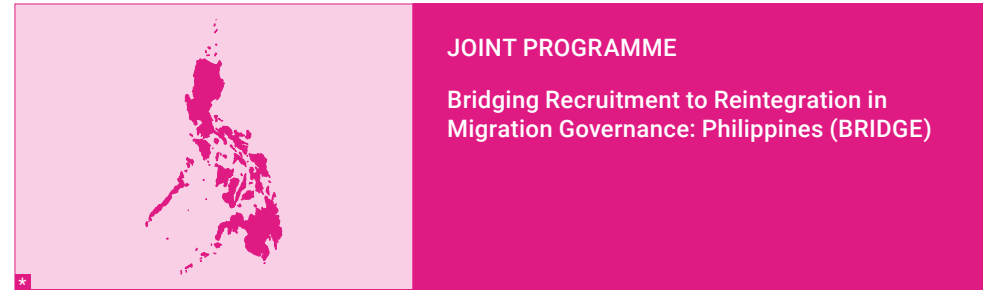 JOINT PROGRAMME
Bridging Recruitment to Reintegration in
Migration Governance: Philippines (BRIDGE)
*